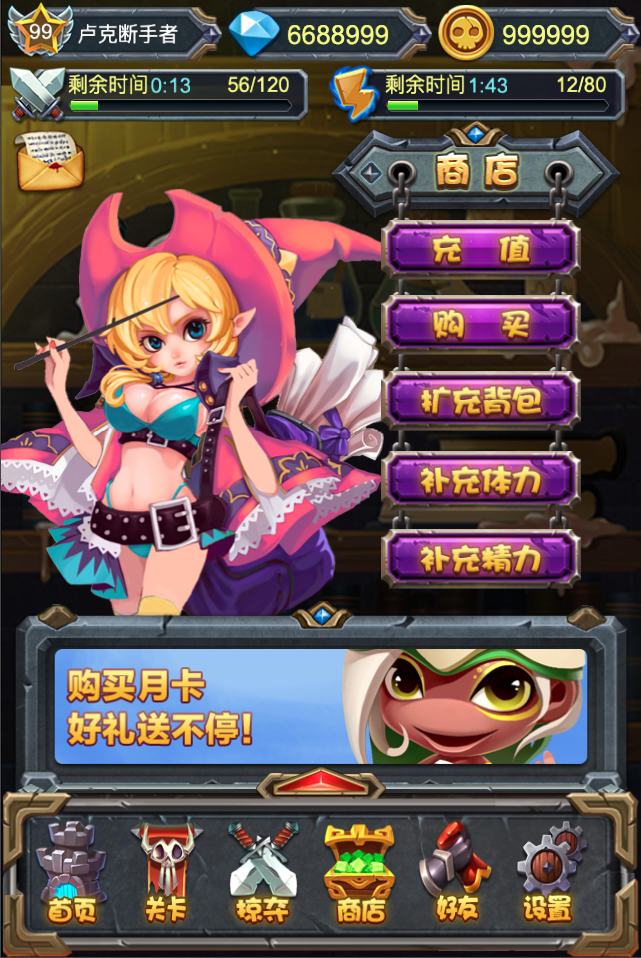 99 卢克断手者 6688999 999999
剩余时间0:13 56/120 剩余时间1:43 12/80
商店
充值
购买
扩充背包
补充体力
补充精力
购买月卡
好礼送不停!
首页 关卡 掠夺 商店 好友 设置